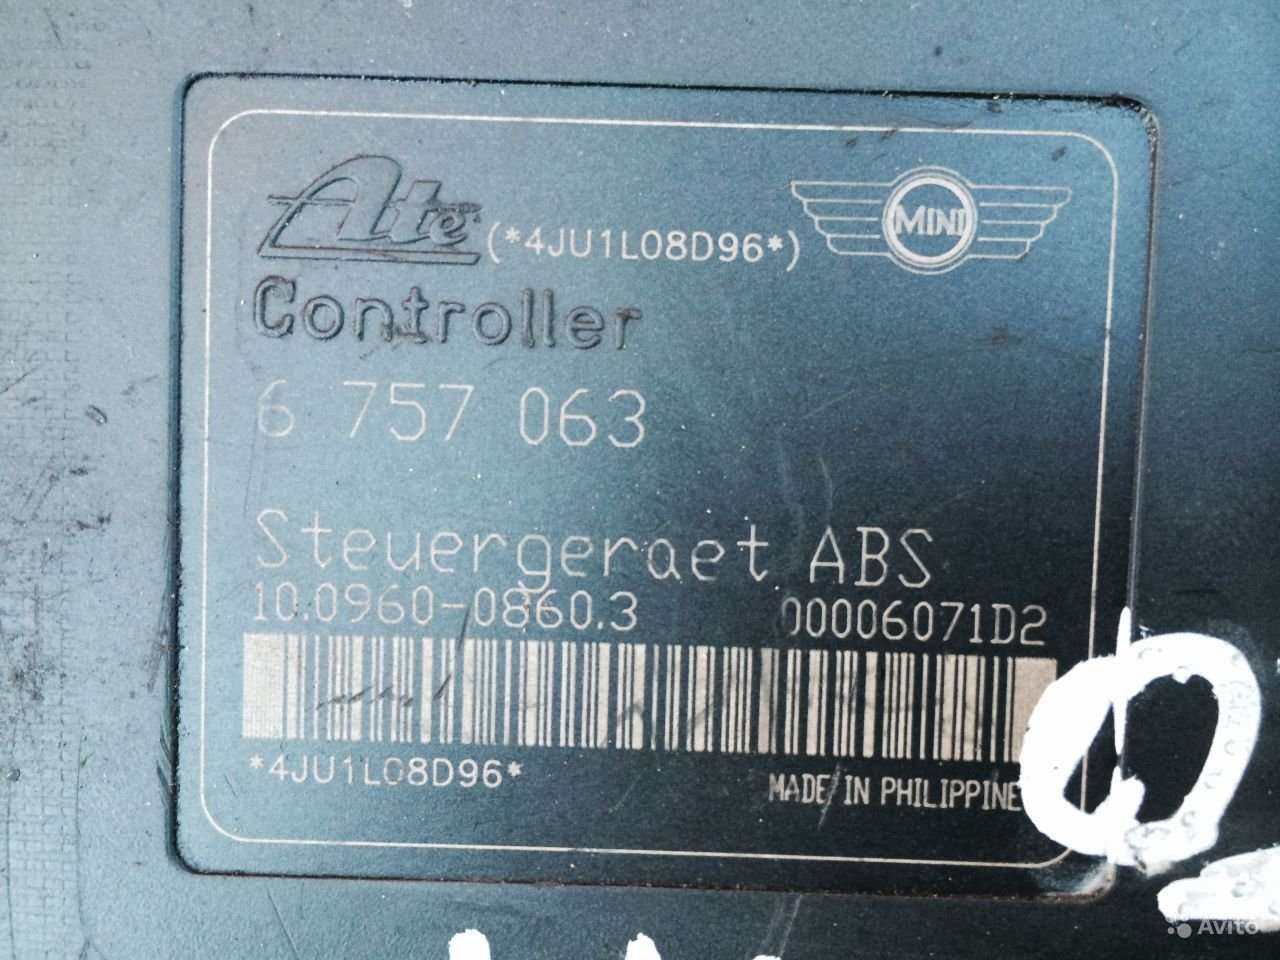 Ate (*4JU1L08D96*)
MINI
Controller
6 757 063
Steuergeraet ABS
10.0960-0860.3 00006071D2
*4JU1L08D96*
MADE IN PHILIPPINE
Avito